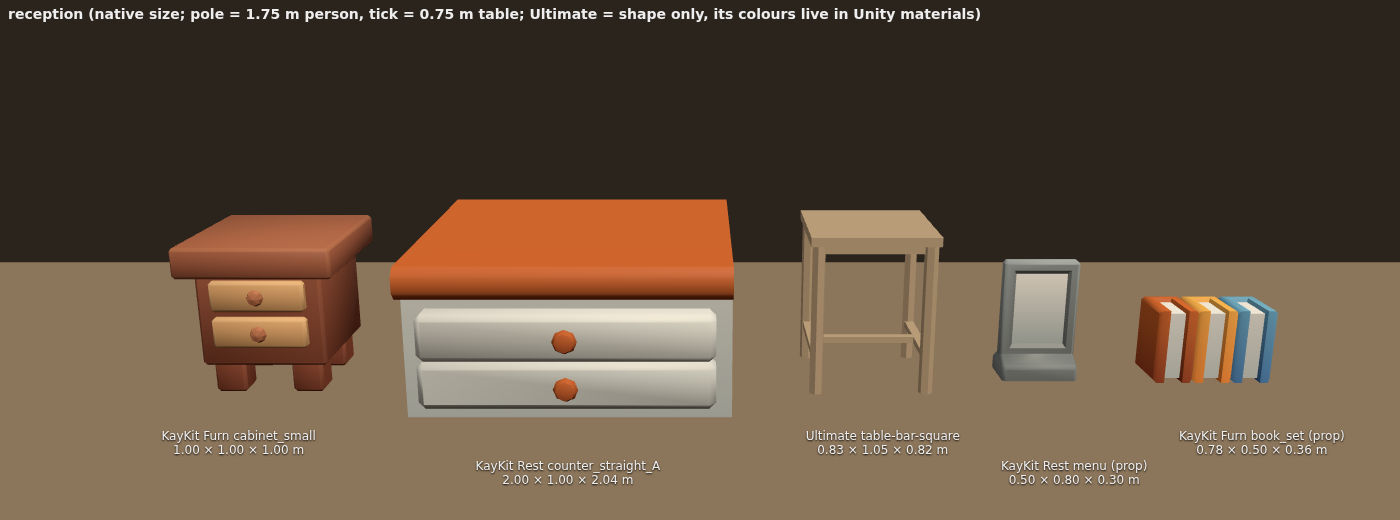 reception (native size; pole = 1.75 m person, tick = 0.75 m table; Ultimate = shape only, its colours live in Unity materials)
KayKit Furn cabinet_small
1.00 × 1.00 × 1.00 m
KayKit Rest counter_straight_A
2.00 × 1.00 × 2.04 m
Ultimate table-bar-square
0.83 × 1.05 × 0.82 m
KayKit Rest menu (prop)
0.50 × 0.80 × 0.30 m
KayKit Furn book_set (prop)
0.78 × 0.50 × 0.36 m